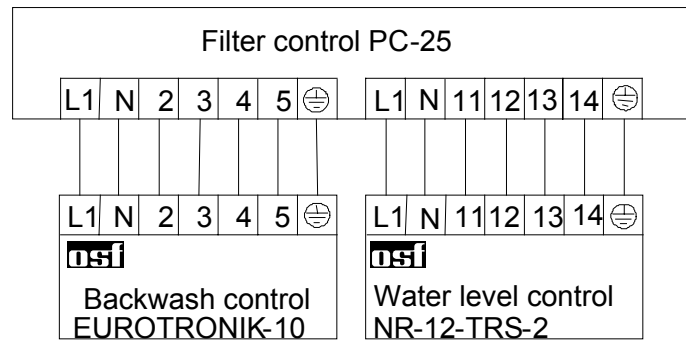 Filter control PC-25
L1 N 2 3 4 5 L1 N 11 12 13 14
L1 N 2 3 4 5 L1 N 11 12 13 14
osf osf
Backwash control Water level control
EUROTRONIK-10 NR-12-TRS-2